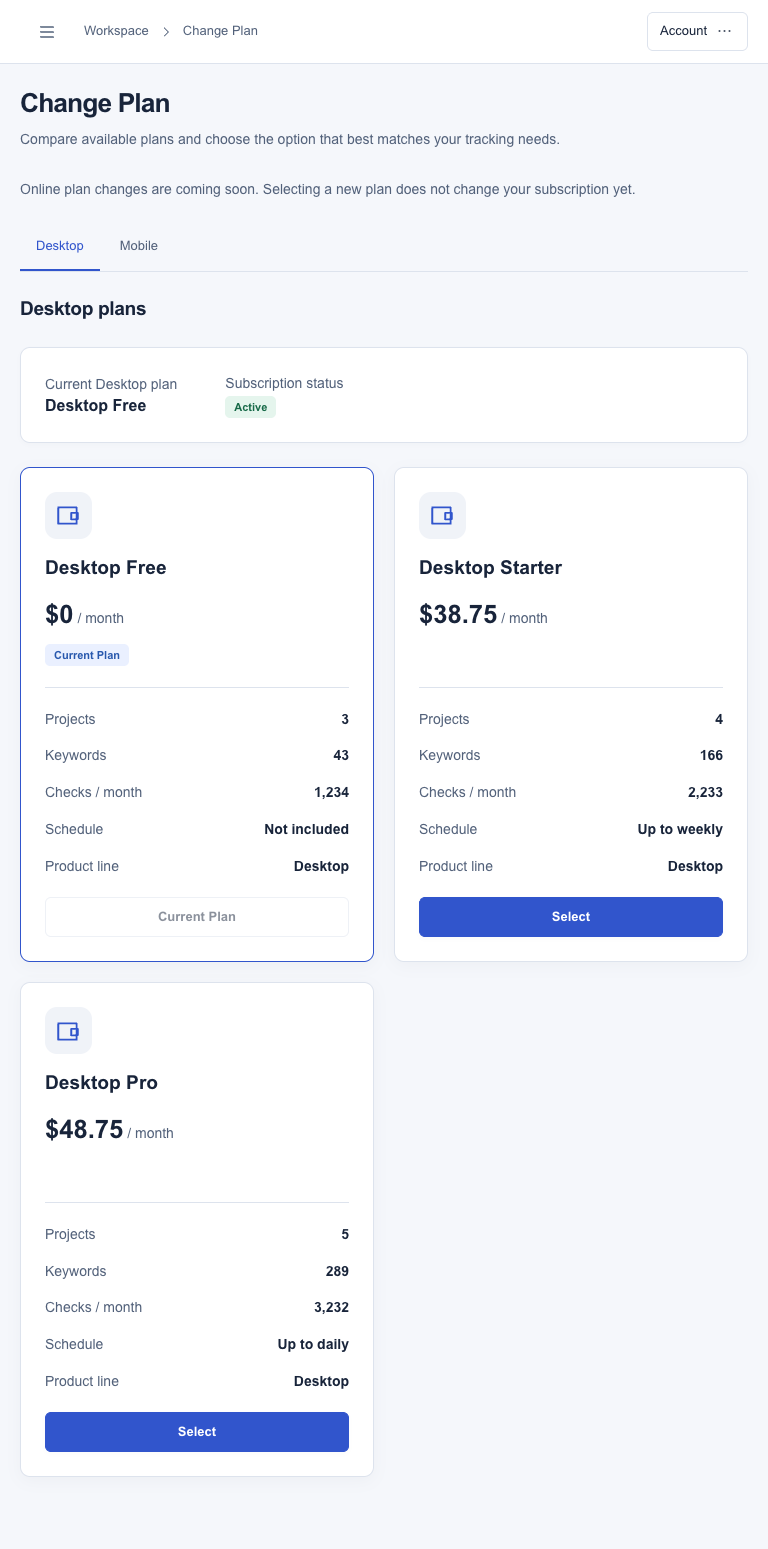 Workspace > Change Plan
Account ···
Change Plan
Compare available plans and choose the option that best matches your tracking needs.
Online plan changes are coming soon. Selecting a new plan does not change your subscription yet.
Desktop
Mobile
Desktop plans
Current Desktop plan
Desktop Free
Subscription status
Active
Desktop Free
$0 / month
Current Plan
Projects 3
Keywords 43
Checks / month 1,234
Schedule Not included
Product line Desktop
Current Plan
Desktop Starter
$38.75 / month
Projects 4
Keywords 166
Checks / month 2,233
Schedule Up to weekly
Product line Desktop
Select
Desktop Pro
$48.75 / month
Projects 5
Keywords 289
Checks / month 3,232
Schedule Up to daily
Product line Desktop
Select